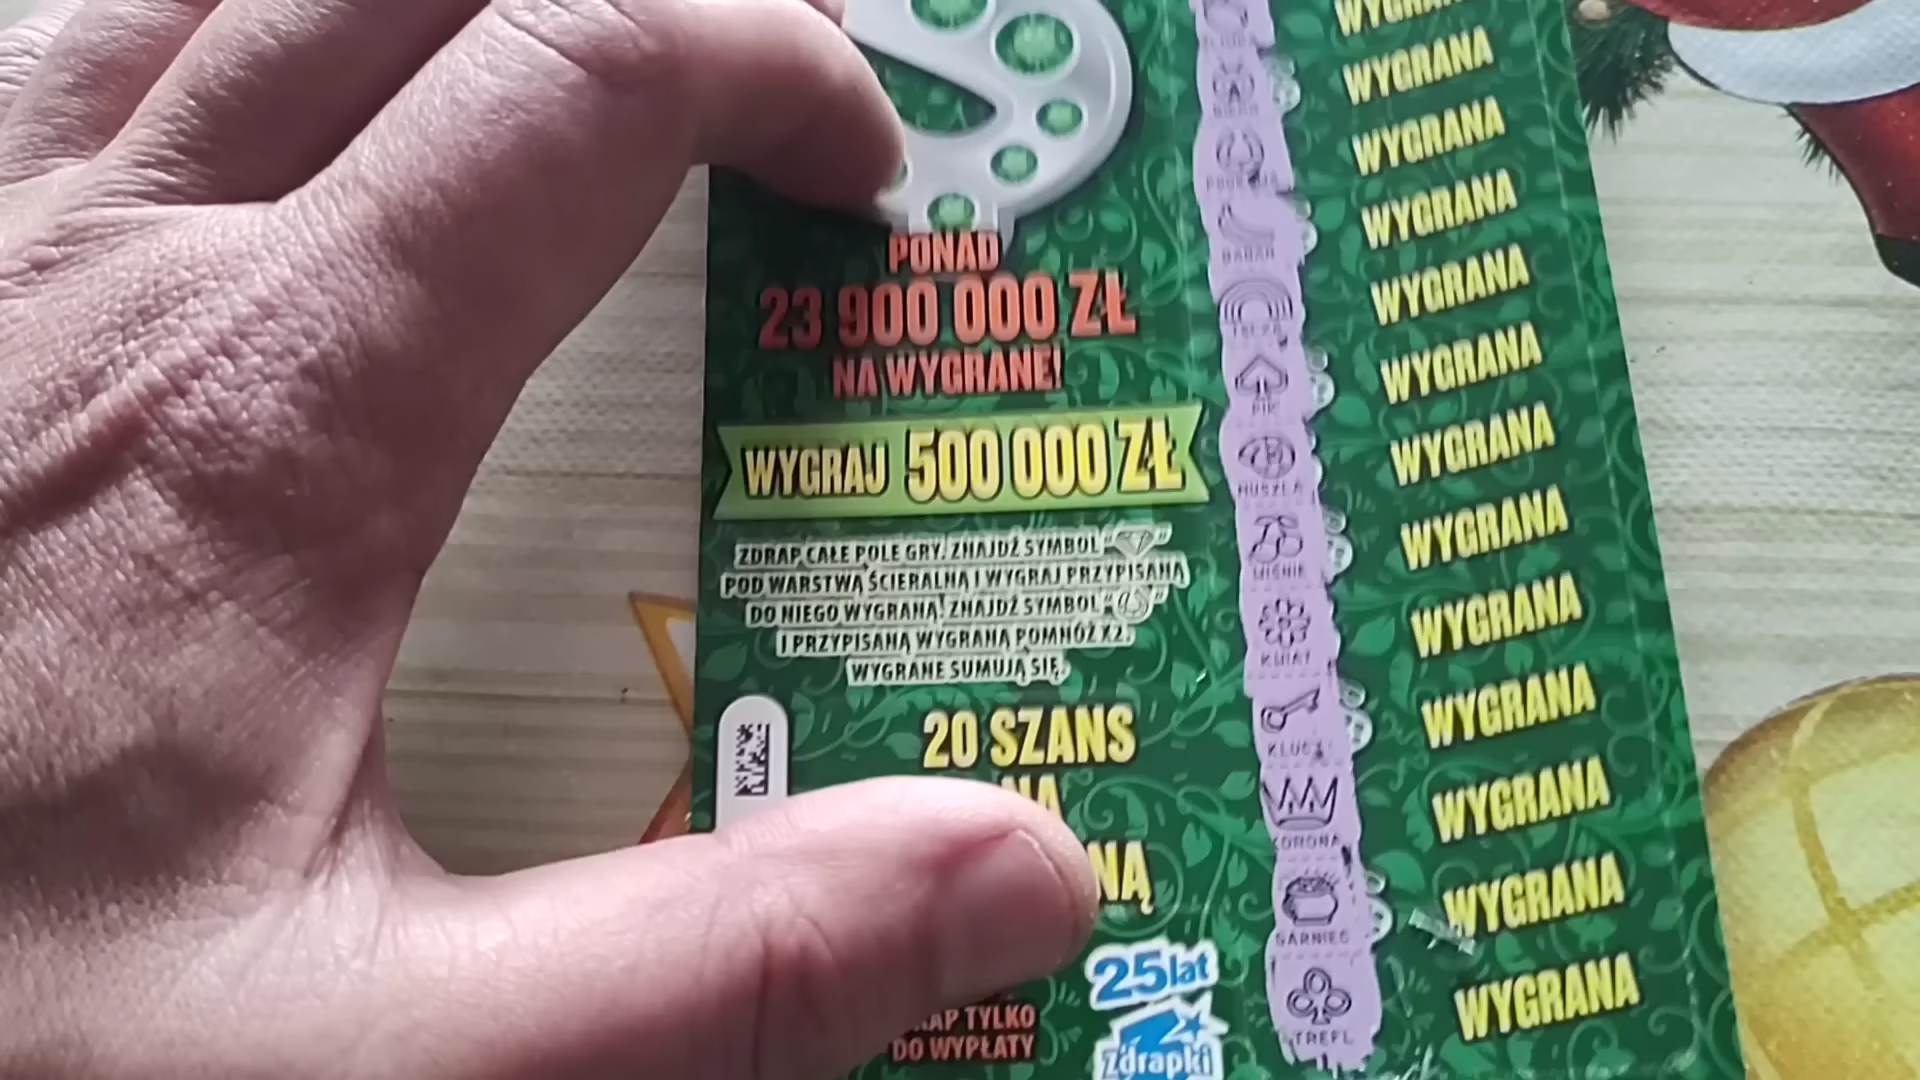 PONAD
23 900 000 ZŁ
NA WYGRANE!
WYGRAJ 500 000 ZŁ
ZDRAP CAŁE POLE GRY. ZNAJDŹ SYMBOL " "
POD WARSTWĄ ŚCIERALNĄ I WYGRAJ PRZYPISANĄ
DO NIEGO WYGRANĄ. ZNAJDŹ SYMBOL " "
I PRZYPISANĄ WYGRANĄ POMNÓŻ X2.
WYGRANE SUMUJĄ SIĘ.
20 SZANS
NA
TYLKO
DO WYPŁATY
25 lat
Zdrapki
BANAN
TĘCZA
PIK
MUSZLA
WIŚNIE
KWIAT
KLUCZ
KORONA
GARNIEC
TREFL
WYGRANA
WYGRANA
WYGRANA
WYGRANA
WYGRANA
WYGRANA
WYGRANA
WYGRANA
WYGRANA
WYGRANA
WYGRANA
WYGRANA
WYGRANA